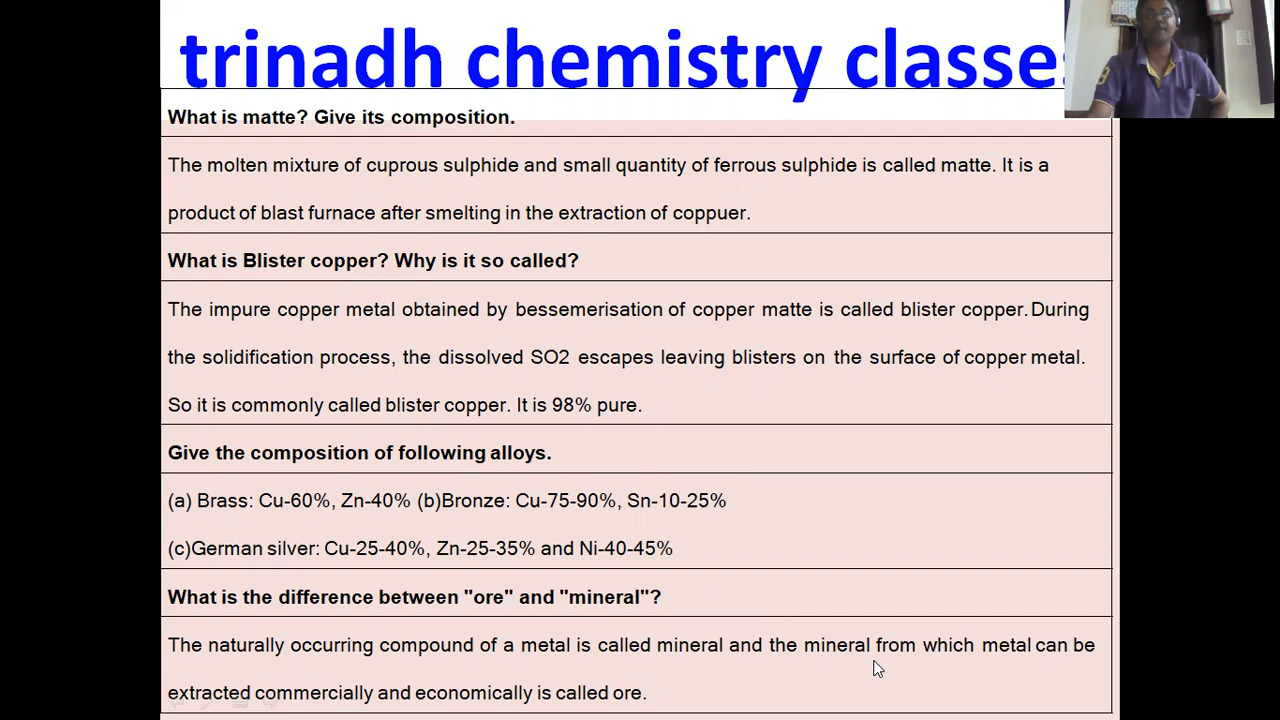 trinadh chemistry classes
What is matte? Give its composition.
The molten mixture of cuprous sulphide and small quantity of ferrous sulphide is called matte. It is a
product of blast furnace after smelting in the extraction of coppuer.
What is Blister copper? Why is it so called?
The impure copper metal obtained by bessemerisation of copper matte is called blister copper. During
the solidification process, the dissolved SO2 escapes leaving blisters on the surface of copper metal.
So it is commonly called blister copper. It is 98% pure.
Give the composition of following alloys.
(a) Brass: Cu-60%, Zn-40% (b)Bronze: Cu-75-90%, Sn-10-25%
(c)German silver: Cu-25-40%, Zn-25-35% and Ni-40-45%
What is the difference between "ore" and "mineral"?
The naturally occurring compound of a metal is called mineral and the mineral from which metal can be
extracted commercially and economically is called ore.